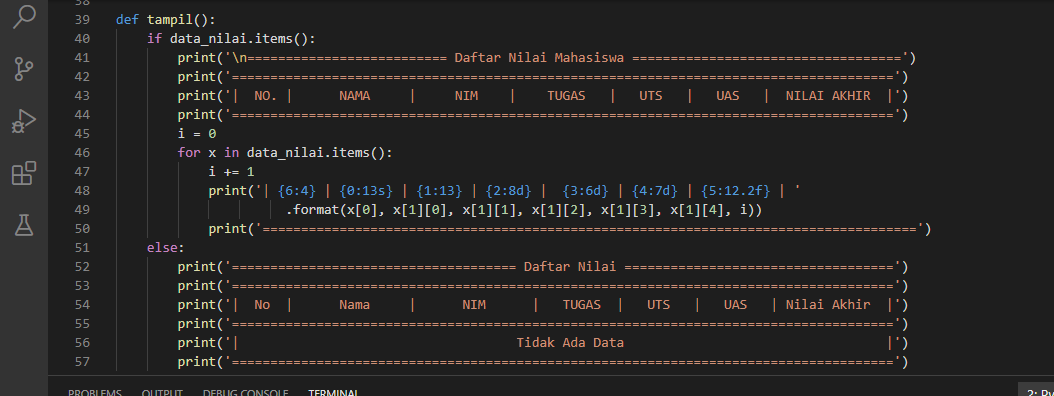 38
39 def tampil():
40     if data_nilai.items():
41         print('\n========================== Daftar Nilai Mahasiswa ===================================')
42         print('======================================================================================')
43         print('|  NO. |      NAMA     |     NIM    |    TUGAS   |   UTS   |   UAS   |  NILAI AKHIR  |')
44         print('======================================================================================')
45         i = 0
46         for x in data_nilai.items():
47             i += 1
48             print('| {6:4} | {0:13s} | {1:13} | {2:8d} |  {3:6d} | {4:7d} | {5:12.2f} | '
49                       .format(x[0], x[1][0], x[1][1], x[1][2], x[1][3], x[1][4], i))
50             print('=====================================================================================')
51     else:
52         print('===================================== Daftar Nilai ===================================')
53         print('======================================================================================')
54         print('|  No  |      Nama     |      NIM      |   TUGAS  |   UTS   |   UAS   | Nilai Akhir  |')
55         print('======================================================================================')
56         print('|                                    Tidak Ada Data                                  |')
57         print('======================================================================================')
PROBLEMS OUTPUT DEBUG CONSOLE TERMINAL 2: Py